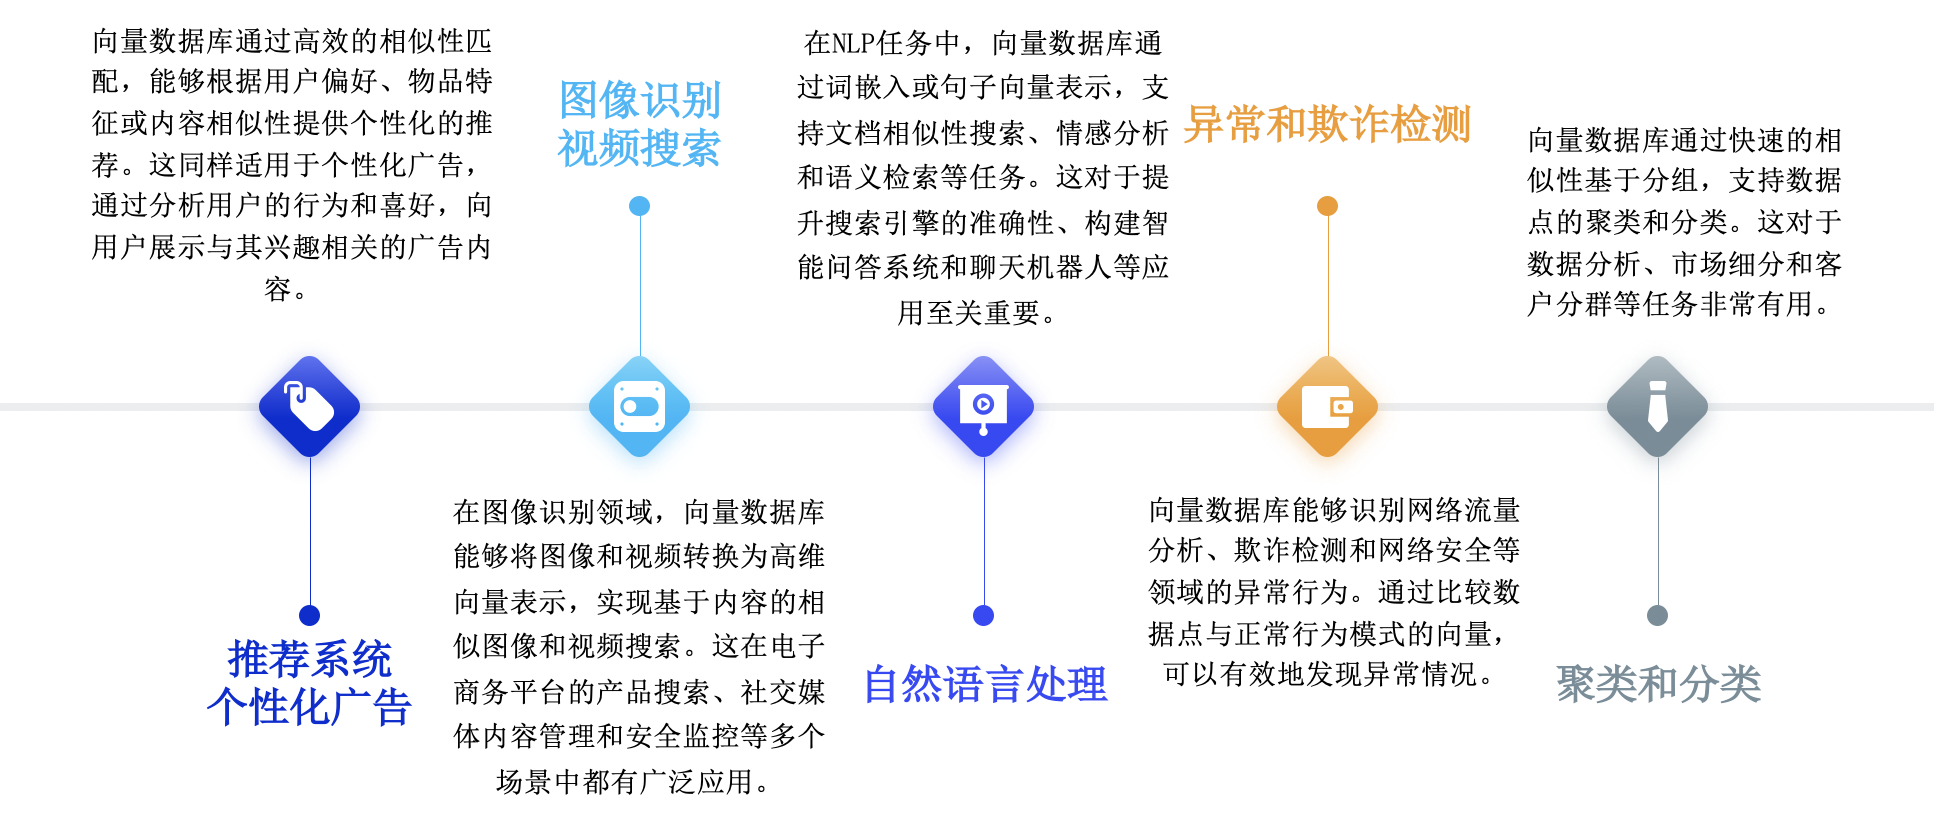 向量数据库通过高效的相似性匹
配，能够根据用户偏好、物品特
征或内容相似性提供个性化的推
荐。这同样适用于个性化广告，
通过分析用户的行为和喜好，向
用户展示与其兴趣相关的广告内
容。
推荐系统
个性化广告
图像识别
视频搜索
在图像识别领域，向量数据库
能够将图像和视频转换为高维
向量表示，实现基于内容的相
似图像和视频搜索。这在电子
商务平台的产品搜索、社交媒
体内容管理和安全监控等多个
场景中都有广泛应用。
在NLP任务中，向量数据库通
过词嵌入或句子向量表示，支
持文档相似性搜索、情感分析
和语义检索等任务。这对于提
升搜索引擎的准确性、构建智
能问答系统和聊天机器人等应
用至关重要。
自然语言处理
异常和欺诈检测
向量数据库能够识别网络流量
分析、欺诈检测和网络安全等
领域的异常行为。通过比较数
据点与正常行为模式的向量，
可以有效地发现异常情况。
向量数据库通过快速的相
似性基于分组，支持数据
点的聚类和分类。这对于
数据分析、市场细分和客
户分群等任务非常有用。
聚类和分类